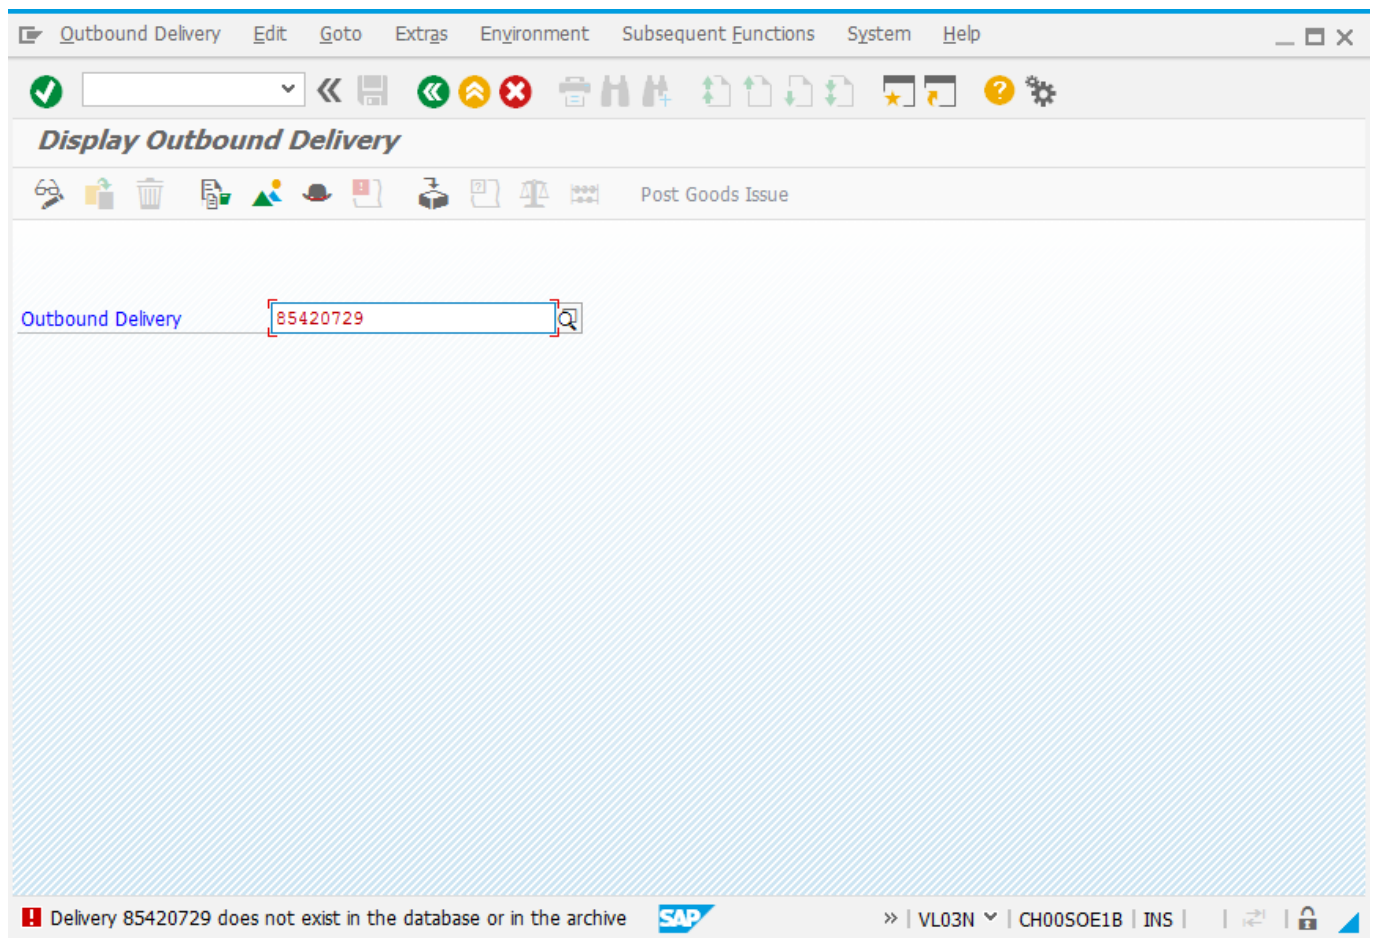 Outbound Delivery Edit Goto Extras Environment Subsequent Functions System Help
Display Outbound Delivery
Post Goods Issue
Outbound Delivery 85420729
Delivery 85420729 does not exist in the database or in the archive SAP » | VL03N | CH00SOE1B | INS |